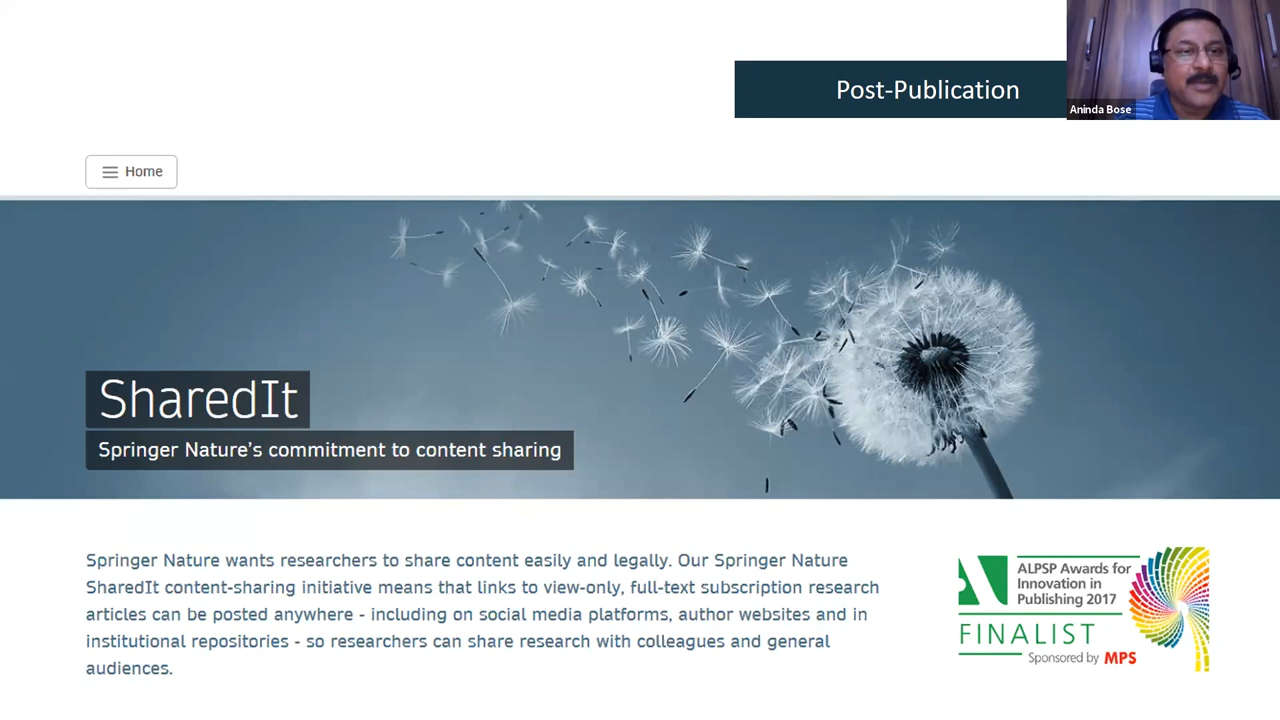 Post-Publication
Aninda Bose
Home
SharedIt
Springer Nature's commitment to content sharing
Springer Nature wants researchers to share content easily and legally. Our Springer Nature
SharedIt content-sharing initiative means that links to view-only, full-text subscription research
articles can be posted anywhere - including on social media platforms, author websites and in
institutional repositories - so researchers can share research with colleagues and general
audiences.
ALPSP Awards for
Innovation in
Publishing 2017
FINALIST
Sponsored by MPS